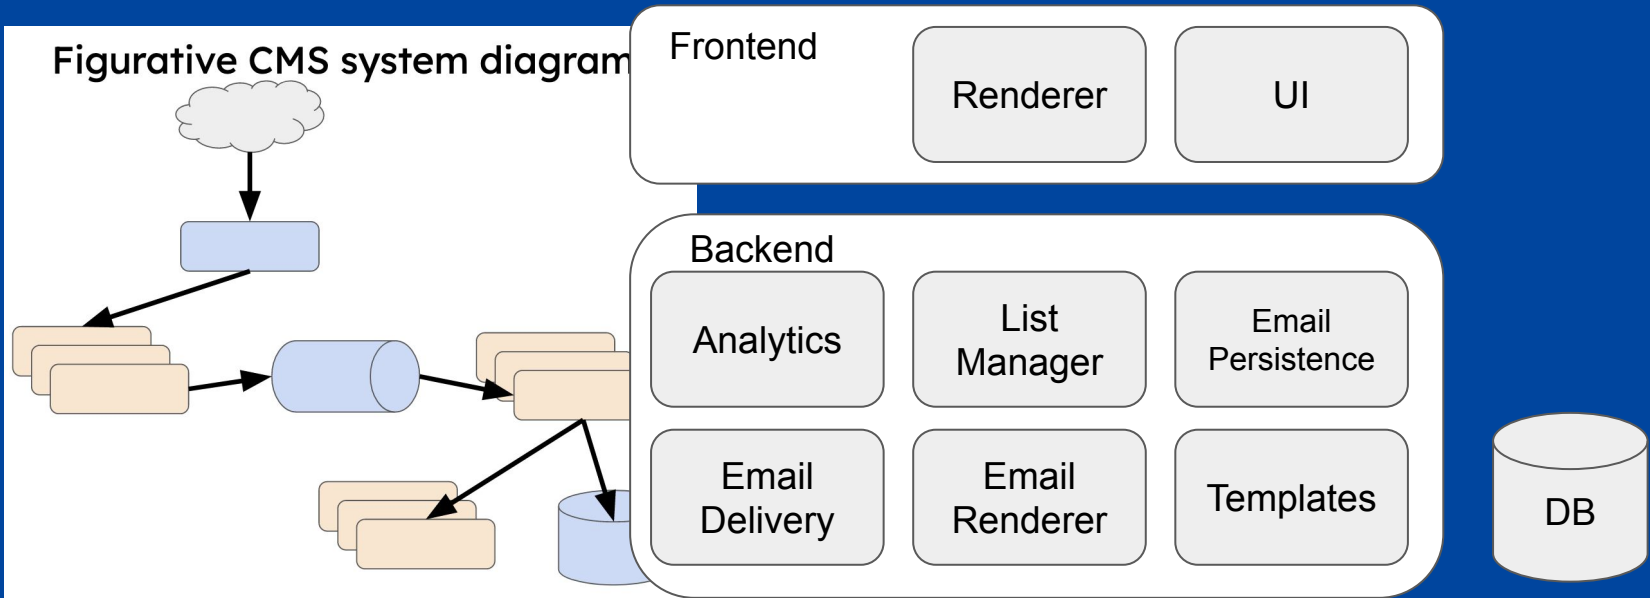 Figurative CMS system diagram
Frontend
Renderer
UI
Backend
Analytics
List
Manager
Email
Persistence
Email
Delivery
Email
Renderer
Templates
DB